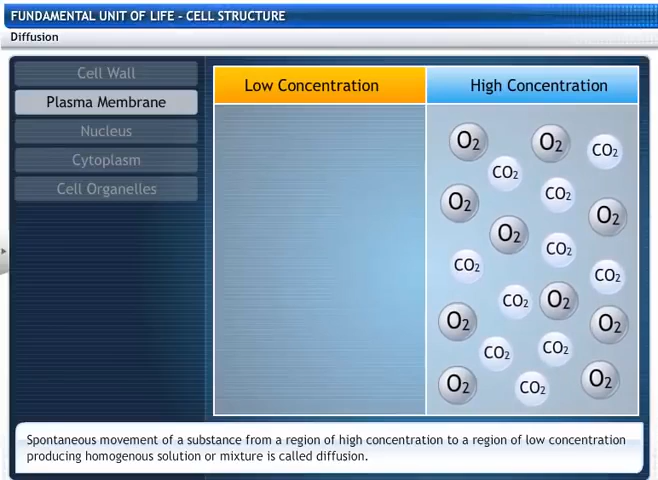 FUNDAMENTAL UNIT OF LIFE - CELL STRUCTURE
Diffusion
Cell Wall
Plasma Membrane
Nucleus
Cytoplasm
Cell Organelles
Low Concentration
High Concentration
O₂
O₂
CO₂
CO₂
CO₂
O₂
O₂
O₂
CO₂
CO₂
CO₂
CO₂
O₂
O₂
O₂
CO₂
CO₂
O₂
CO₂
O₂
Spontaneous movement of a substance from a region of high concentration to a region of low concentration
producing homogenous solution or mixture is called diffusion.